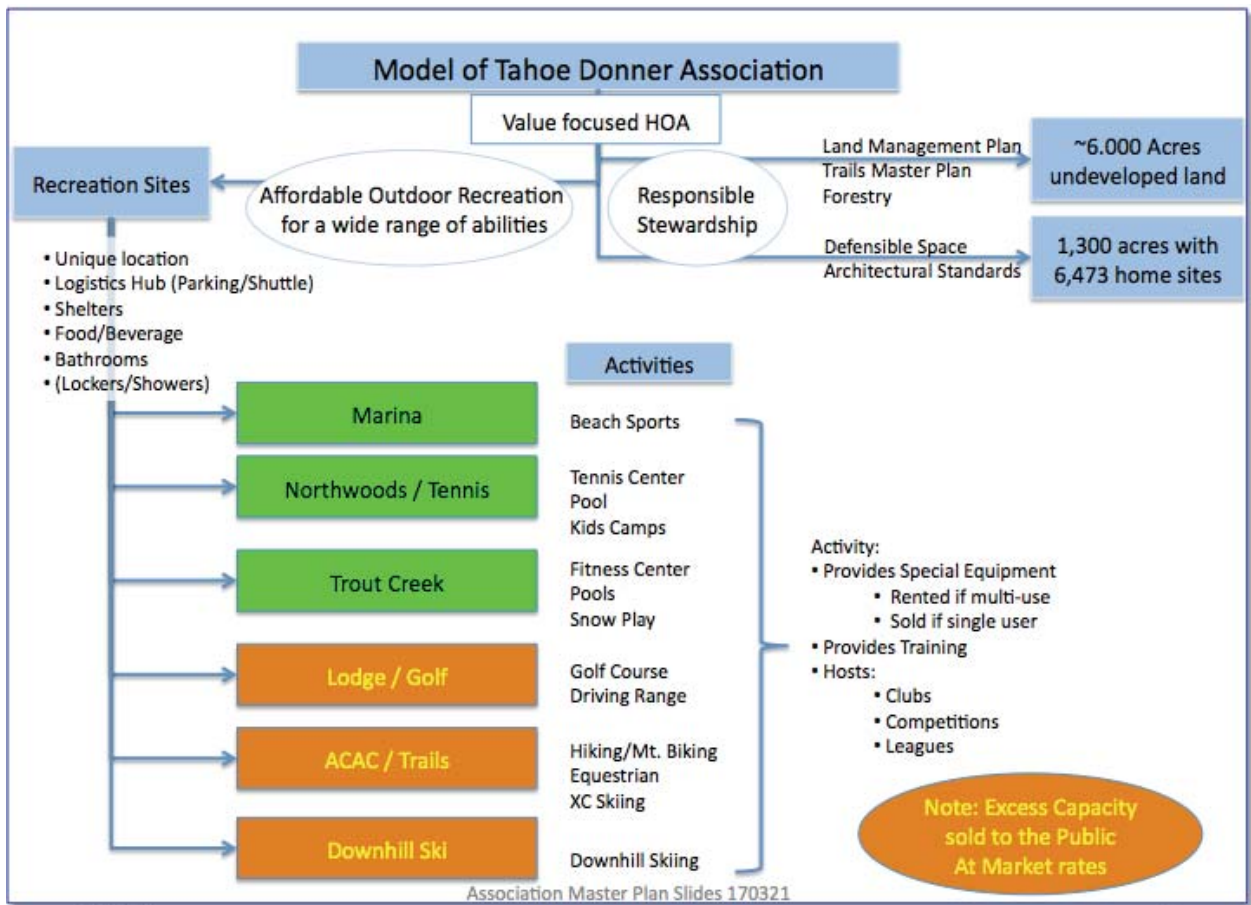 Model of Tahoe Donner Association
Value focused HOA
Recreation Sites
Affordable Outdoor Recreation
for a wide range of abilities
Responsible
Stewardship
Land Management Plan
Trails Master Plan
Forestry
~6.000 Acres
undeveloped land
Defensible Space
Architectural Standards
1,300 acres with
6,473 home sites
• Unique location
• Logistics Hub (Parking/Shuttle)
• Shelters
• Food/Beverage
• Bathrooms
• (Lockers/Showers)
Activities
Marina
Beach Sports
Northwoods / Tennis
Tennis Center
Pool
Kids Camps
Trout Creek
Fitness Center
Pools
Snow Play
Lodge / Golf
Golf Course
Driving Range
ACAC / Trails
Hiking/Mt. Biking
Equestrian
XC Skiing
Downhill Ski
Downhill Skiing
Activity:
• Provides Special Equipment
• Rented if multi-use
• Sold if single user
• Provides Training
• Hosts:
• Clubs
• Competitions
• Leagues
Note: Excess Capacity
sold to the Public
At Market rates
Association Master Plan Slides 170321